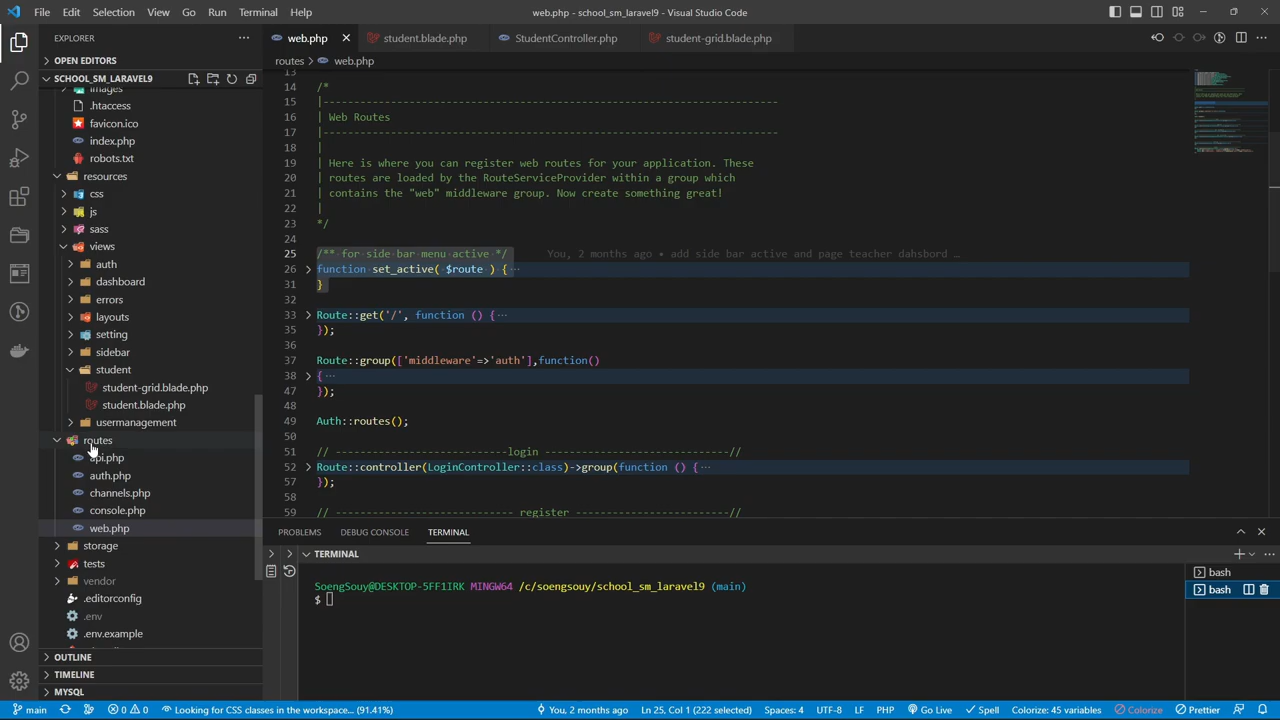 File Edit Selection View Go Run Terminal Help
web.php - school_sm_laravel9 - Visual Studio Code
EXPLORER
OPEN EDITORS
SCHOOL_SM_LARAVEL9
images
.htaccess
favicon.ico
index.php
robots.txt
resources
css
js
sass
views
auth
dashboard
errors
layouts
setting
sidebar
student
student-grid.blade.php
student.blade.php
usermanagement
routes
api.php
auth.php
channels.php
console.php
web.php
storage
tests
vendor
.editorconfig
.env
.env.example
OUTLINE
TIMELINE
MYSQL
web.php student.blade.php StudentController.php student-grid.blade.php
routes > web.php
13
14 /*
15 |--------------------------------------------------------------------------
16 | Web Routes
17 |--------------------------------------------------------------------------
18 |
19 | Here is where you can register web routes for your application. These
20 | routes are loaded by the RouteServiceProvider within a group which
21 | contains the "web" middleware group. Now create something great!
22 |
23 */
24
25 /** for side bar menu active */ You, 2 months ago • add side bar active and page teacher dahsbord …
26 function set_active( $route ) {…
31 }
32
33 Route::get('/', function () {…
35 });
36
37 Route::group(['middleware'=>'auth'],function()
38 {…
47 });
48
49 Auth::routes();
50
51 // ----------------------------login ------------------------------//
52 Route::controller(LoginController::class)->group(function () {…
57 });
58
59 // ------------------------------ register ---------------------------//
PROBLEMS DEBUG CONSOLE TERMINAL
TERMINAL
SoengSouy@DESKTOP-5FF1IRK MINGW64 /c/soengsouy/school_sm_laravel9 (main)
$
bash
bash
main 0 0 Looking for CSS classes in the workspace... (91.41%) You, 2 months ago Ln 25, Col 1 (222 selected) Spaces: 4 UTF-8 LF PHP Go Live Spell Colorize: 45 variables Colorize Prettier